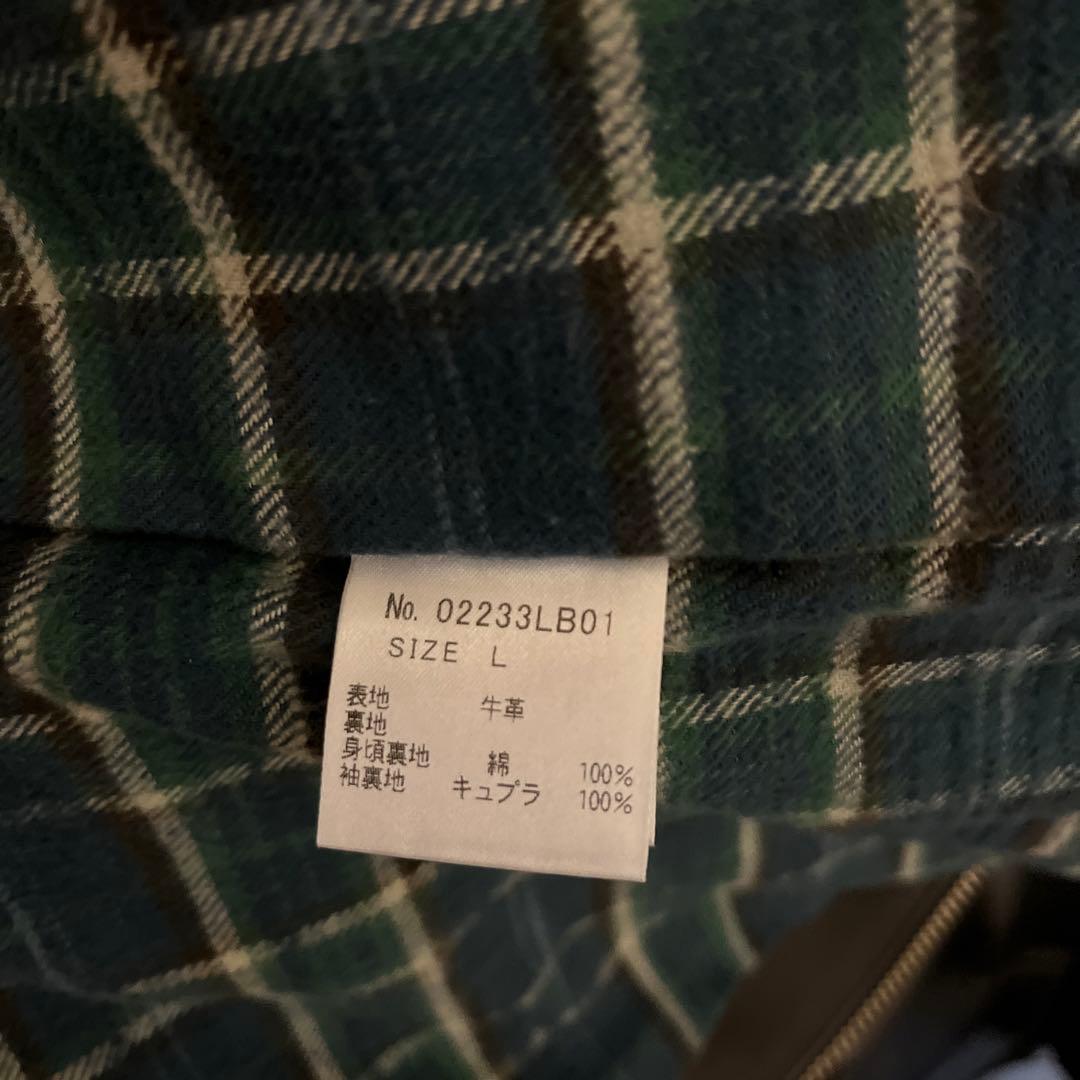 No. 02233LB01
SIZE L
表地 牛革
裏地
身頃裏地 綿 100%
袖裏地 キュプラ 100%